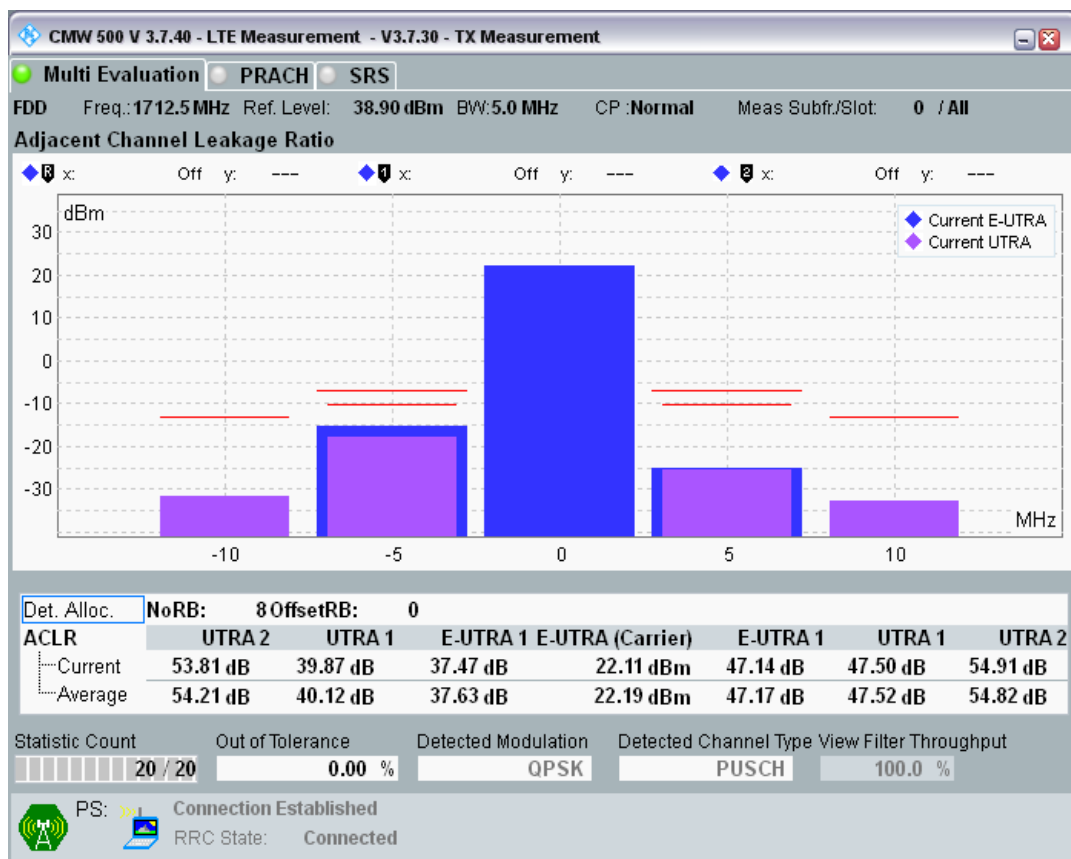 CMW 500 V 3.7.40 - LTE Measurement - V3.7.30 - TX Measurement
Multi Evaluation PRACH SRS
FDD Freq.:1712.5 MHz Ref. Level: 38.90 dBm BW:5.0 MHz CP :Normal Meas Subfr./Slot: 0 / All
Adjacent Channel Leakage Ratio
R x: Off y: --- 1 x: Off y: --- 2 x: Off y: ---
dBm
Current E-UTRA
Current UTRA
30
20
10
0
-10
-20
-30
MHz
-10 -5 0 5 10
Det. Alloc. NoRB: 8 OffsetRB: 0
ACLR UTRA 2 UTRA 1 E-UTRA 1 E-UTRA (Carrier) E-UTRA 1 UTRA 1 UTRA 2
Current 53.81 dB 39.87 dB 37.47 dB 22.11 dBm 47.14 dB 47.50 dB 54.91 dB
Average 54.21 dB 40.12 dB 37.63 dB 22.19 dBm 47.17 dB 47.52 dB 54.82 dB
Statistic Count Out of Tolerance Detected Modulation Detected Channel Type View Filter Throughput
20 / 20 0.00 % QPSK PUSCH 100.0 %
PS: Connection Established
RRC State: Connected